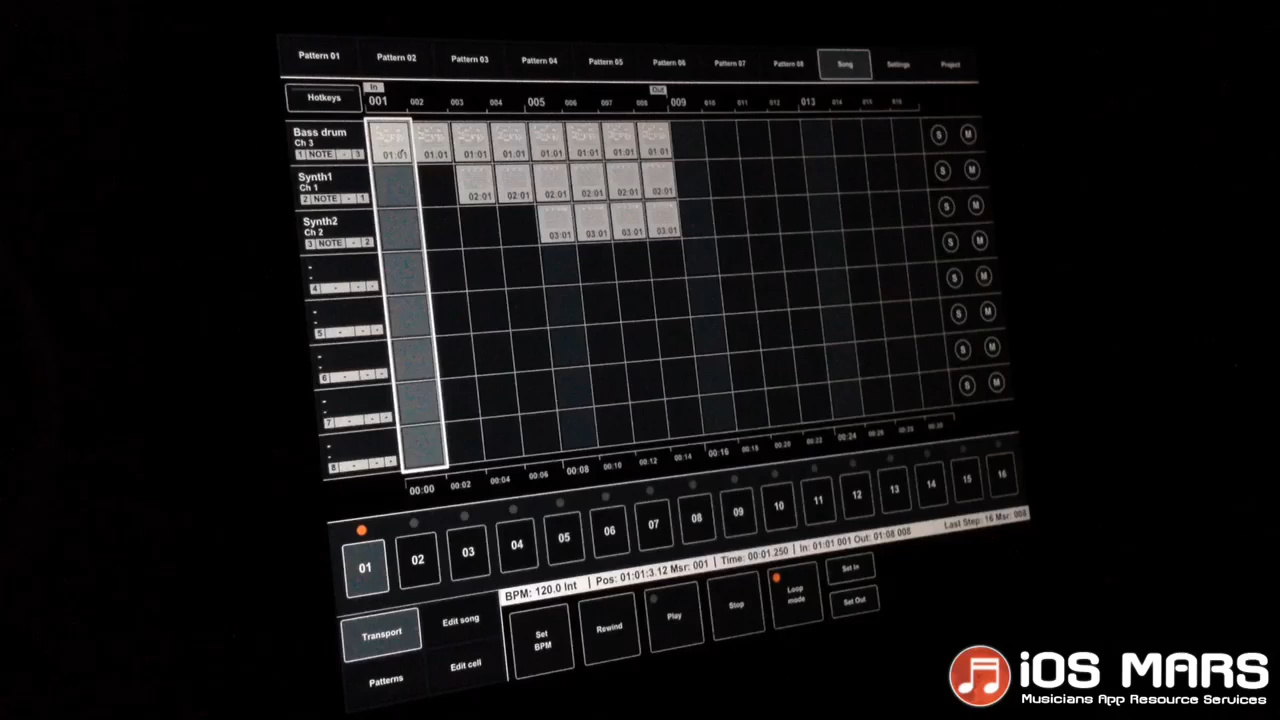 Pattern 01 Pattern 02 Pattern 03 Pattern 04 Pattern 05 Pattern 06 Pattern 07 Pattern 08 Song Settings Project
Hotkeys
In
Out
001 002 003 004 005 006 007 008 009 010 011 012 013 014 015 016
Bass drum
Ch 3
1 NOTE - 3
01:01 01:01 01:01 01:01 01:01 01:01 01:01 01:01
S M
Synth1
Ch 1
2 NOTE - 1
02:01 02:01 02:01 02:01 02:01 02:01
S M
Synth2
Ch 2
3 NOTE - 2
03:01 03:01 03:01 03:01
S M
-
-
4 - - -
S M
-
-
5 - - -
S M
-
-
6 - - -
S M
-
-
7 - - -
S M
-
-
8 - - -
S M
00:00 00:02 00:04 00:06 00:08 00:10 00:12 00:14 00:16 00:18 00:20 00:22 00:24 00:26 00:28 00:30
01 02 03 04 05 06 07 08 09 10 11 12 13 14 15 16
BPM: 120.0 Int | Pos: 01:01:3.12 Msr: 001 | Time: 00:01.250 | In: 01:01 001 Out: 01:08 008 Last Step: 16 Msr: 008
Transport
Edit song
Patterns
Edit cell
Set
BPM
Rewind
Play
Stop
Loop
mode
Set In
Set Out
iOS MARS
Musicians App Resource Services